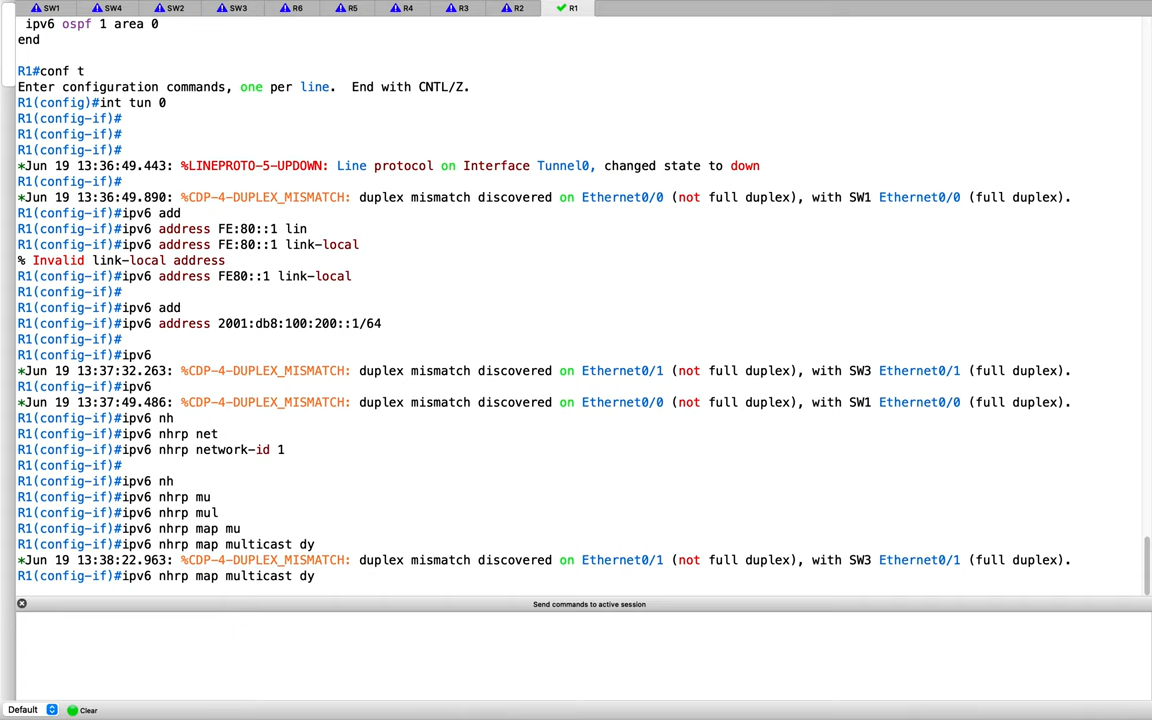 SW1 SW4 SW2 SW3 R6 R5 R4 R3 R2 R1
ipv6 ospf 1 area 0
end
R1#conf t
Enter configuration commands, one per line.  End with CNTL/Z.
R1(config)#int tun 0
R1(config-if)#
R1(config-if)#
R1(config-if)#
*Jun 19 13:36:49.443: %LINEPROTO-5-UPDOWN: Line protocol on Interface Tunnel0, changed state to down
R1(config-if)#
*Jun 19 13:36:49.890: %CDP-4-DUPLEX_MISMATCH: duplex mismatch discovered on Ethernet0/0 (not full duplex), with SW1 Ethernet0/0 (full duplex).
R1(config-if)#ipv6 add
R1(config-if)#ipv6 address FE:80::1 lin
R1(config-if)#ipv6 address FE:80::1 link-local
% Invalid link-local address
R1(config-if)#ipv6 address FE80::1 link-local
R1(config-if)#
R1(config-if)#ipv6 add
R1(config-if)#ipv6 address 2001:db8:100:200::1/64
R1(config-if)#
R1(config-if)#ipv6
*Jun 19 13:37:32.263: %CDP-4-DUPLEX_MISMATCH: duplex mismatch discovered on Ethernet0/1 (not full duplex), with SW3 Ethernet0/1 (full duplex).
R1(config-if)#ipv6
*Jun 19 13:37:49.486: %CDP-4-DUPLEX_MISMATCH: duplex mismatch discovered on Ethernet0/0 (not full duplex), with SW1 Ethernet0/0 (full duplex).
R1(config-if)#ipv6 nh
R1(config-if)#ipv6 nhrp net
R1(config-if)#ipv6 nhrp network-id 1
R1(config-if)#
R1(config-if)#ipv6 nh
R1(config-if)#ipv6 nhrp mu
R1(config-if)#ipv6 nhrp mul
R1(config-if)#ipv6 nhrp map mu
R1(config-if)#ipv6 nhrp map multicast dy
*Jun 19 13:38:22.963: %CDP-4-DUPLEX_MISMATCH: duplex mismatch discovered on Ethernet0/1 (not full duplex), with SW3 Ethernet0/1 (full duplex).
R1(config-if)#ipv6 nhrp map multicast dy
Send commands to active session
Default Clear